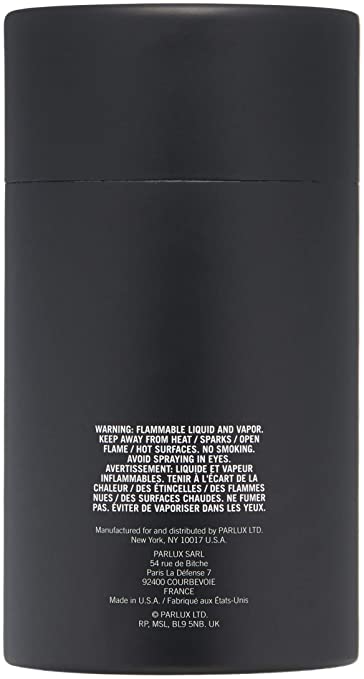 WARNING: FLAMMABLE LIQUID AND VAPOR.
KEEP AWAY FROM HEAT / SPARKS / OPEN
FLAME / HOT SURFACES. NO SMOKING.
AVOID SPRAYING IN EYES.
AVERTISSEMENT: LIQUIDE ET VAPEUR
INFLAMMABLES. TENIR À L'ÉCART DE LA
CHALEUR / DES ÉTINCELLES / DES FLAMMES
NUES / DES SURFACES CHAUDES. NE FUMER
PAS. ÉVITER DE VAPORISER DANS LES YEUX.
Manufactured for and distributed by PARLUX LTD.
New York, NY 10017 U.S.A.
PARLUX SARL
54 rue de Bitche
Paris La Défense 7
92400 COURBEVOIE
FRANCE
Made in U.S.A. / Fabriqué aux États-Unis
© PARLUX LTD.
RP, MSL, BL9 5NB. UK